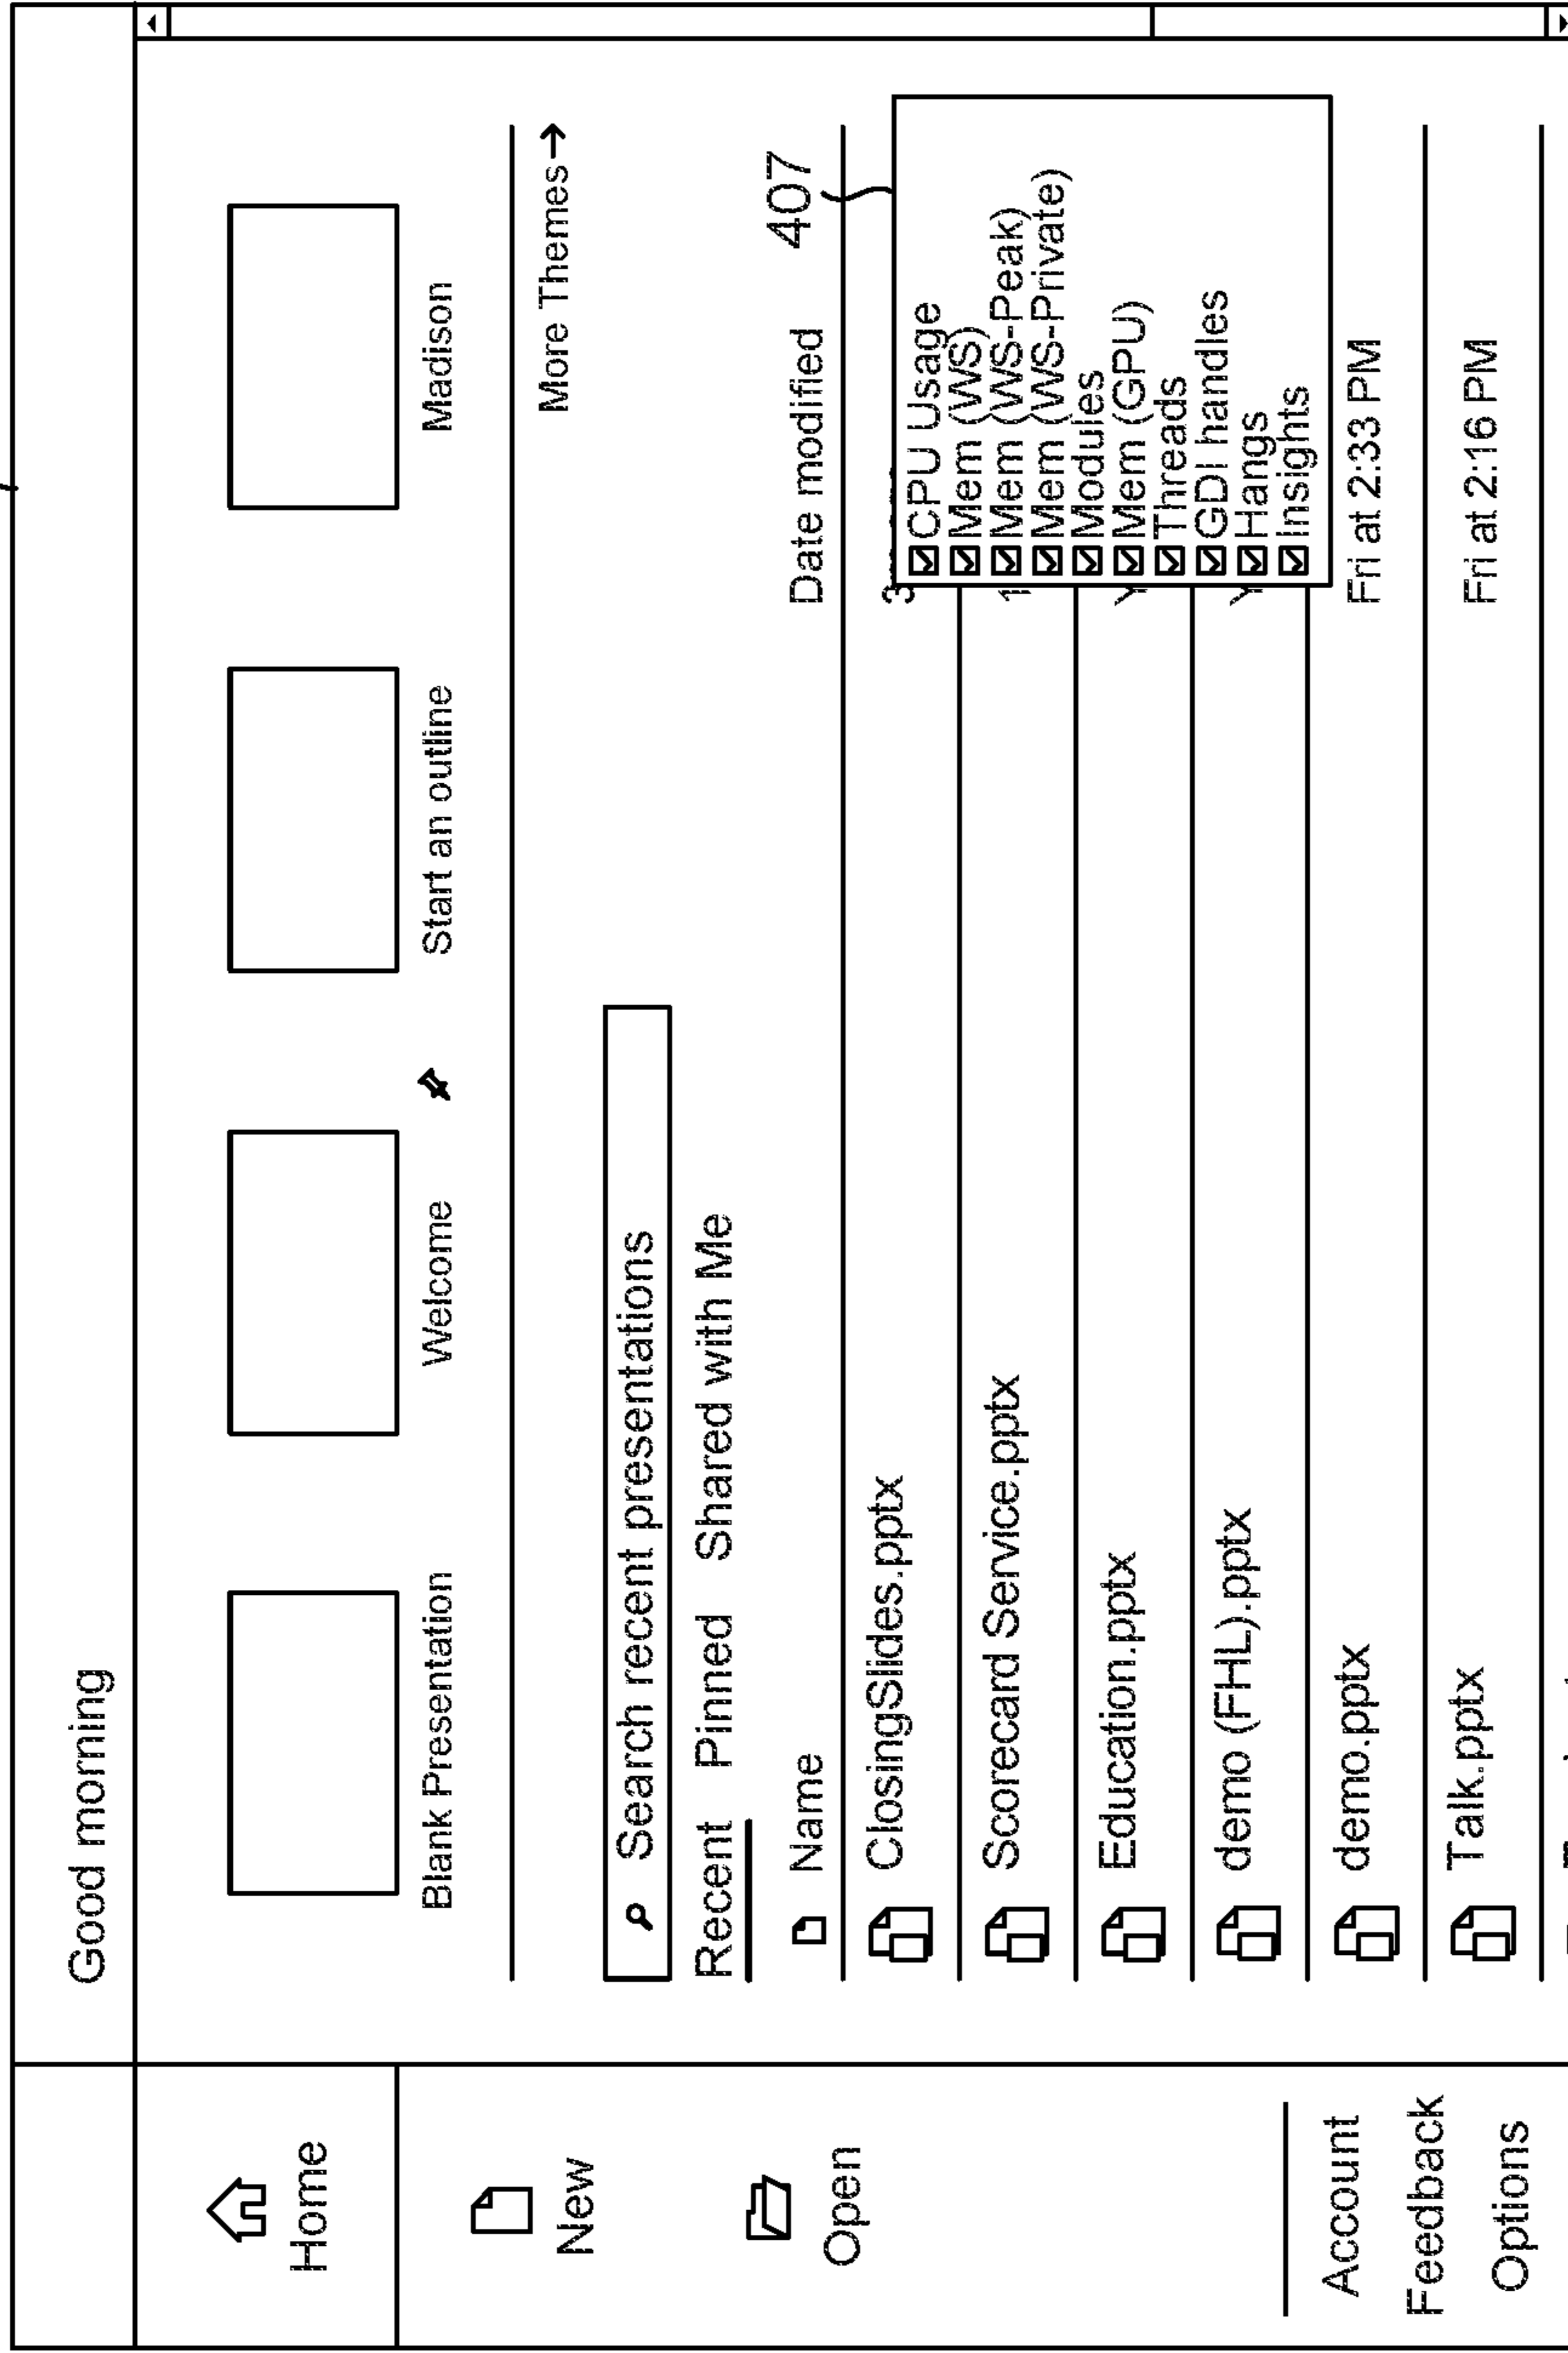 Good morning
Home
New
Open
Account
Feedback
Options
Blank Presentation
Welcome
Start an outline
Madison
More Themes→
Search recent presentations
Recent Pinned Shared with Me
Name Date modified
407
ClosingSlides.pptx 3
Scorecard Service.pptx 1
Education.pptx Y
demo (FHL).pptx Y
demo.pptx Fri at 2:33 PM
Talk.pptx Fri at 2:16 PM
CPU Usage
Mem (WS)
Mem (WS-Peak)
Mem (WS-Private)
Modules
Mem (GPU)
Threads
GDI handles
Hangs
Insights